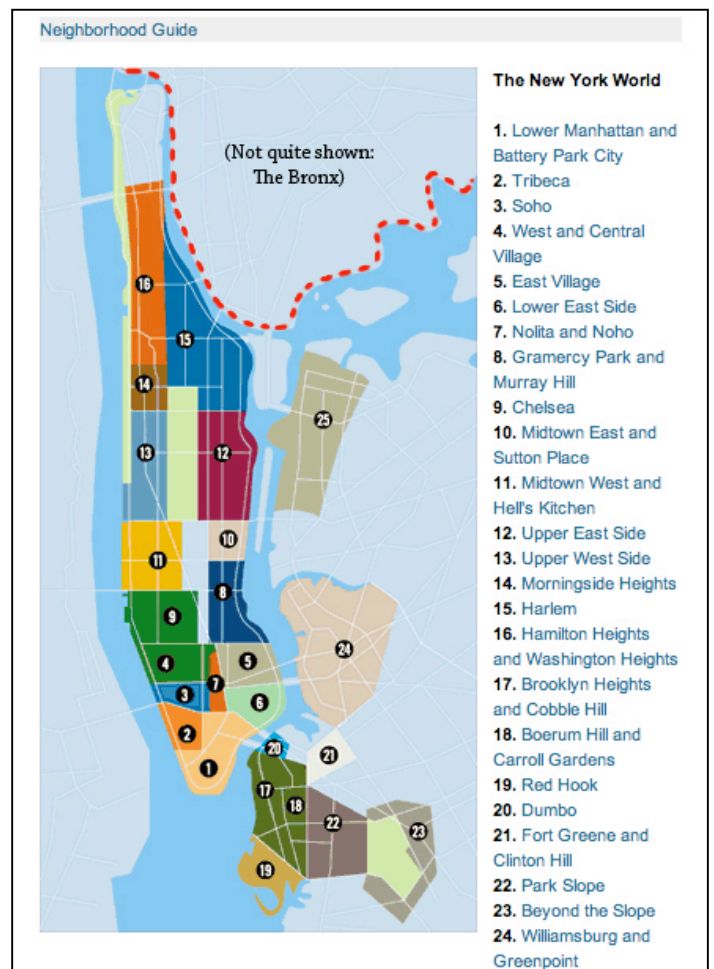 Neighborhood Guide
(Not quite shown:
The Bronx)
16
15
14
25
13
12
10
11
8
9
24
5
4
7
3
6
2
20
21
1
17
18
22
23
19
The New York World
1. Lower Manhattan and
Battery Park City
2. Tribeca
3. Soho
4. West and Central
Village
5. East Village
6. Lower East Side
7. Nolita and Noho
8. Gramercy Park and
Murray Hill
9. Chelsea
10. Midtown East and
Sutton Place
11. Midtown West and
Hell's Kitchen
12. Upper East Side
13. Upper West Side
14. Morningside Heights
15. Harlem
16. Hamilton Heights
and Washington Heights
17. Brooklyn Heights
and Cobble Hill
18. Boerum Hill and
Carroll Gardens
19. Red Hook
20. Dumbo
21. Fort Greene and
Clinton Hill
22. Park Slope
23. Beyond the Slope
24. Williamsburg and
Greenpoint